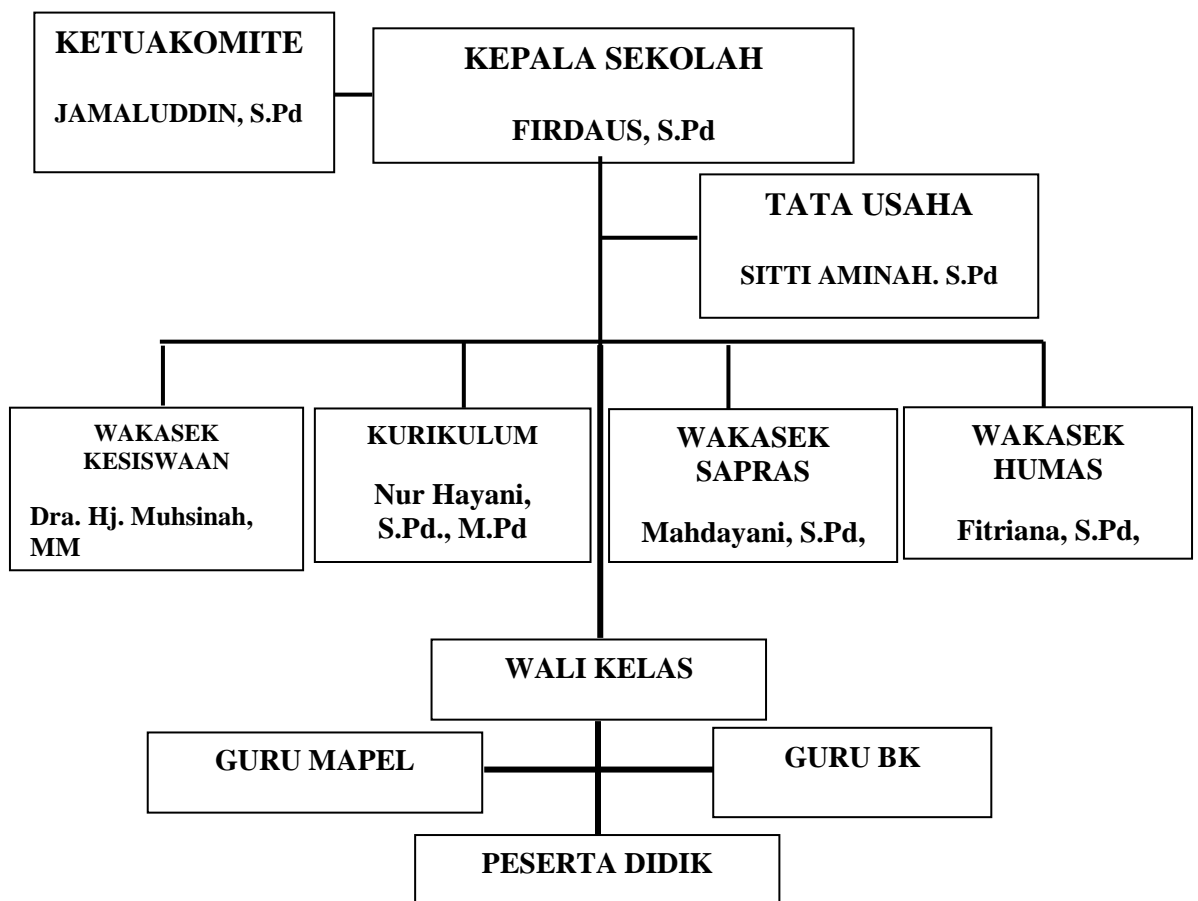 KETUAKOMITE
JAMALUDDIN, S.Pd
KEPALA SEKOLAH
FIRDAUS, S.Pd
TATA USAHA
SITTI AMINAH. S.Pd
WAKASEK
KESISWAAN
Dra. Hj. Muhsinah,
MM
KURIKULUM
Nur Hayani,
S.Pd., M.Pd
WAKASEK
SAPRAS
Mahdayani, S.Pd,
WAKASEK
HUMAS
Fitriana, S.Pd,
WALI KELAS
GURU MAPEL
GURU BK
PESERTA DIDIK